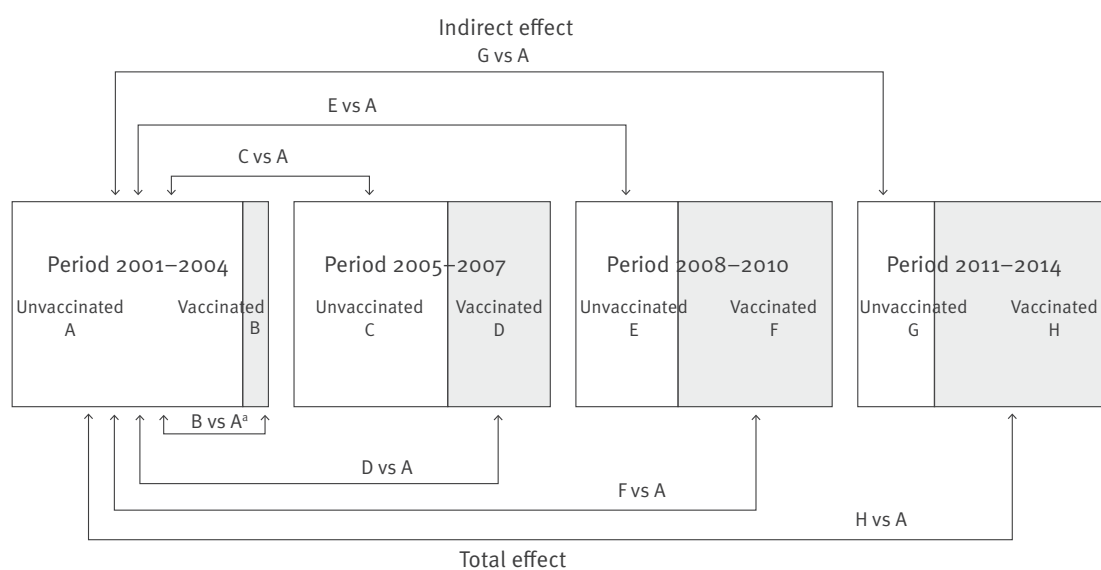 Indirect effect
G vs A
E vs A
C vs A
Period 2001–2004
Unvaccinated Vaccinated
A B
Period 2005–2007
Unvaccinated Vaccinated
C D
Period 2008–2010
Unvaccinated Vaccinated
E F
Period 2011–2014
Unvaccinated Vaccinated
G H
B vs Aᵃ
D vs A
F vs A
H vs A
Total effect